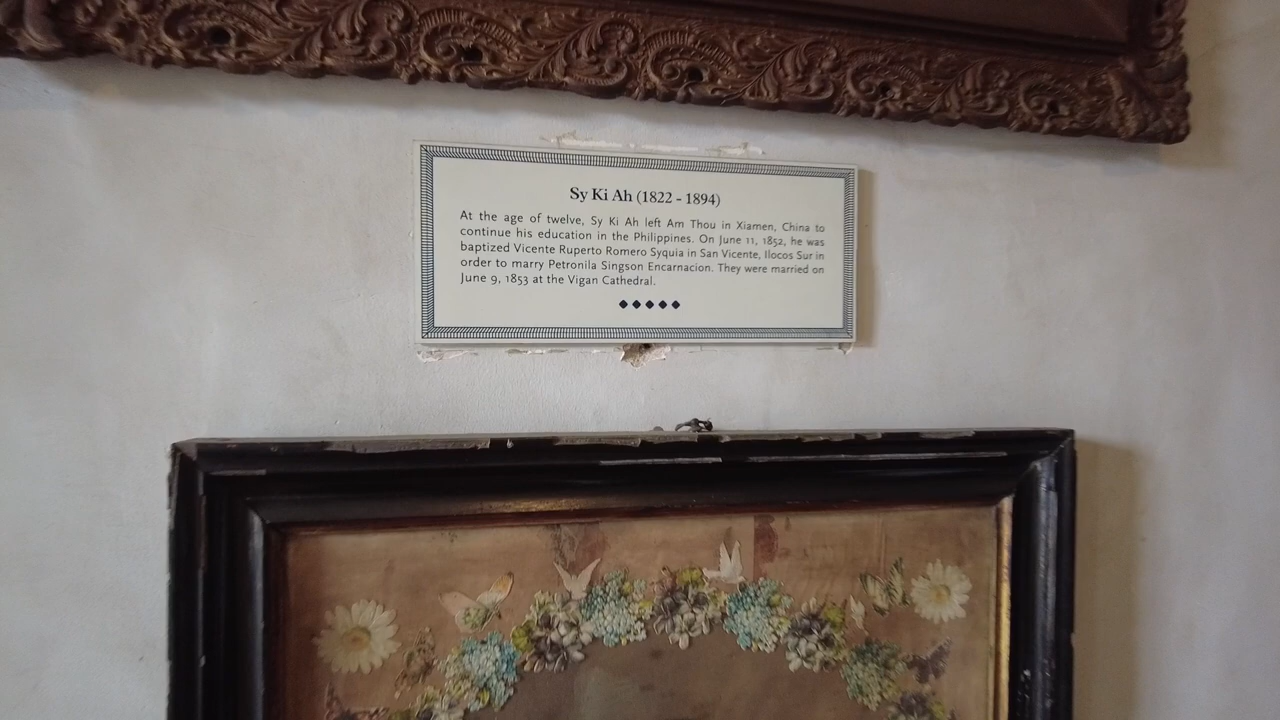 Sy Ki Ah (1822 - 1894)
At the age of twelve, Sy Ki Ah left Am Thou in Xiamen, China to
continue his education in the Philippines. On June 11, 1852, he was
baptized Vicente Ruperto Romero Syquia in San Vicente, Ilocos Sur in
order to marry Petronila Singson Encarnacion. They were married on
June 9, 1853 at the Vigan Cathedral.